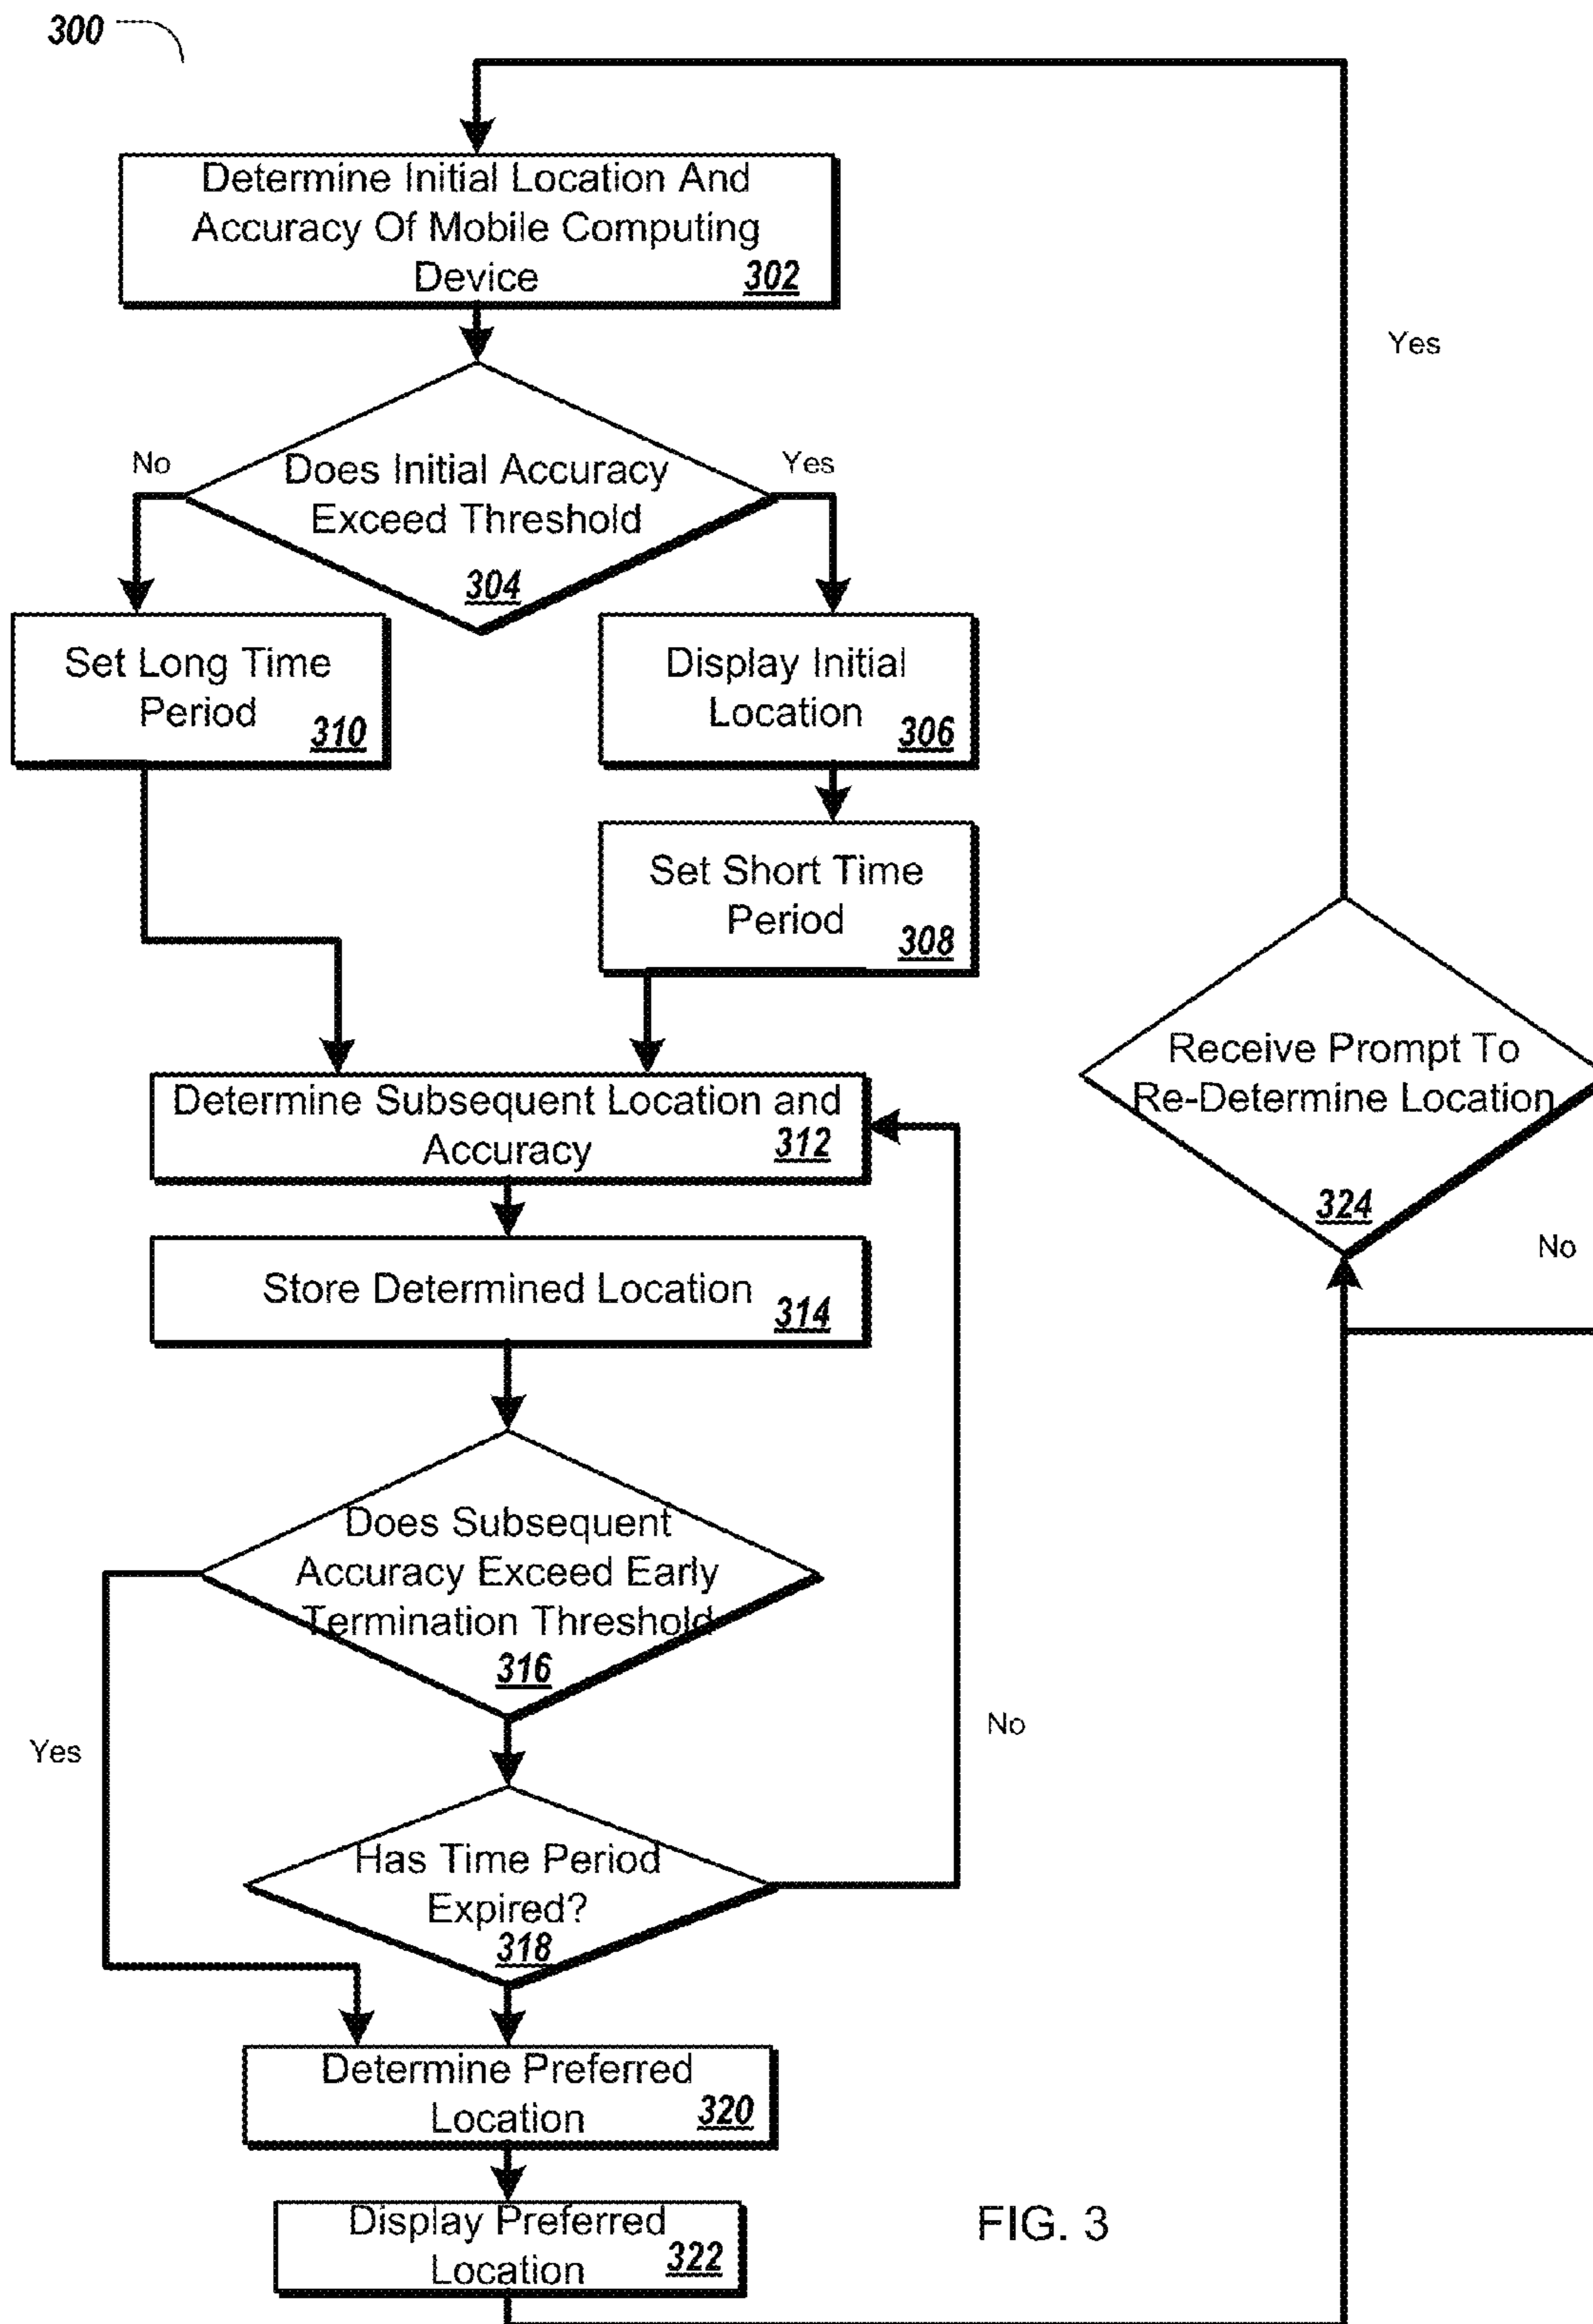 300
Determine Initial Location And
Accuracy Of Mobile Computing
Device 302
Yes
No
Yes
Does Initial Accuracy
Exceed Threshold
304
Set Long Time
Period 310
Display Initial
Location 306
Set Short Time
Period 308
Receive Prompt To
Re-Determine Location
324
No
Determine Subsequent Location and
Accuracy 312
Store Determined Location 314
Does Subsequent
Accuracy Exceed Early
Termination Threshold
316
Yes
No
Has Time Period
Expired?
318
Determine Preferred
Location 320
Display Preferred
Location 322
FIG. 3